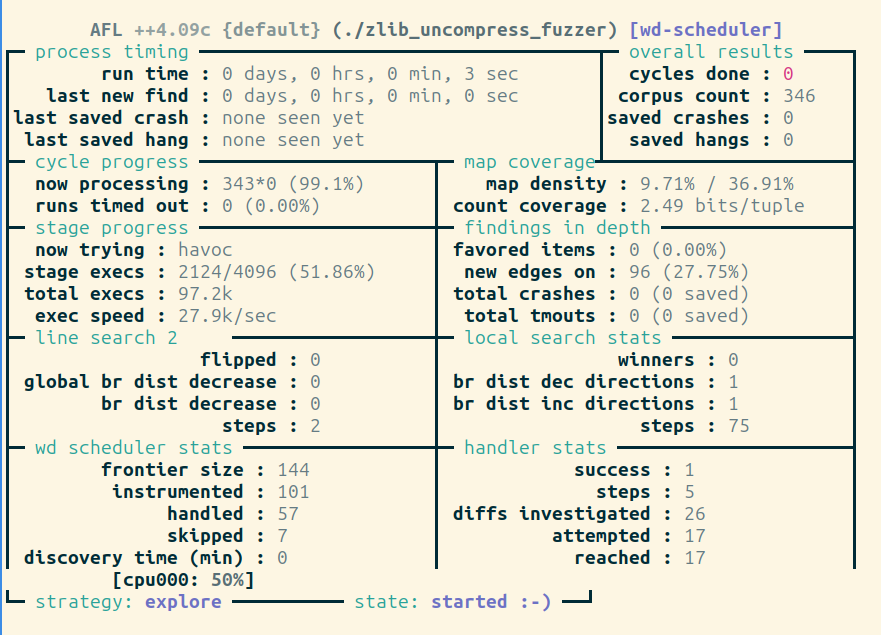 AFL ++4.09c {default} (./zlib_uncompress_fuzzer) [wd-scheduler]
process timing overall results
run time : 0 days, 0 hrs, 0 min, 3 sec cycles done : 0
last new find : 0 days, 0 hrs, 0 min, 0 sec corpus count : 346
last saved crash : none seen yet saved crashes : 0
last saved hang : none seen yet saved hangs : 0
cycle progress map coverage
now processing : 343*0 (99.1%) map density : 9.71% / 36.91%
runs timed out : 0 (0.00%) count coverage : 2.49 bits/tuple
stage progress findings in depth
now trying : havoc favored items : 0 (0.00%)
stage execs : 2124/4096 (51.86%) new edges on : 96 (27.75%)
total execs : 97.2k total crashes : 0 (0 saved)
exec speed : 27.9k/sec total tmouts : 0 (0 saved)
line search 2 local search stats
flipped : 0 winners : 0
global br dist decrease : 0 br dist dec directions : 1
br dist decrease : 0 br dist inc directions : 1
steps : 2 steps : 75
wd scheduler stats handler stats
frontier size : 144 success : 1
instrumented : 101 steps : 5
handled : 57 diffs investigated : 26
skipped : 7 attempted : 17
discovery time (min) : 0 reached : 17
[cpu000: 50%]
strategy: explore state: started :-)